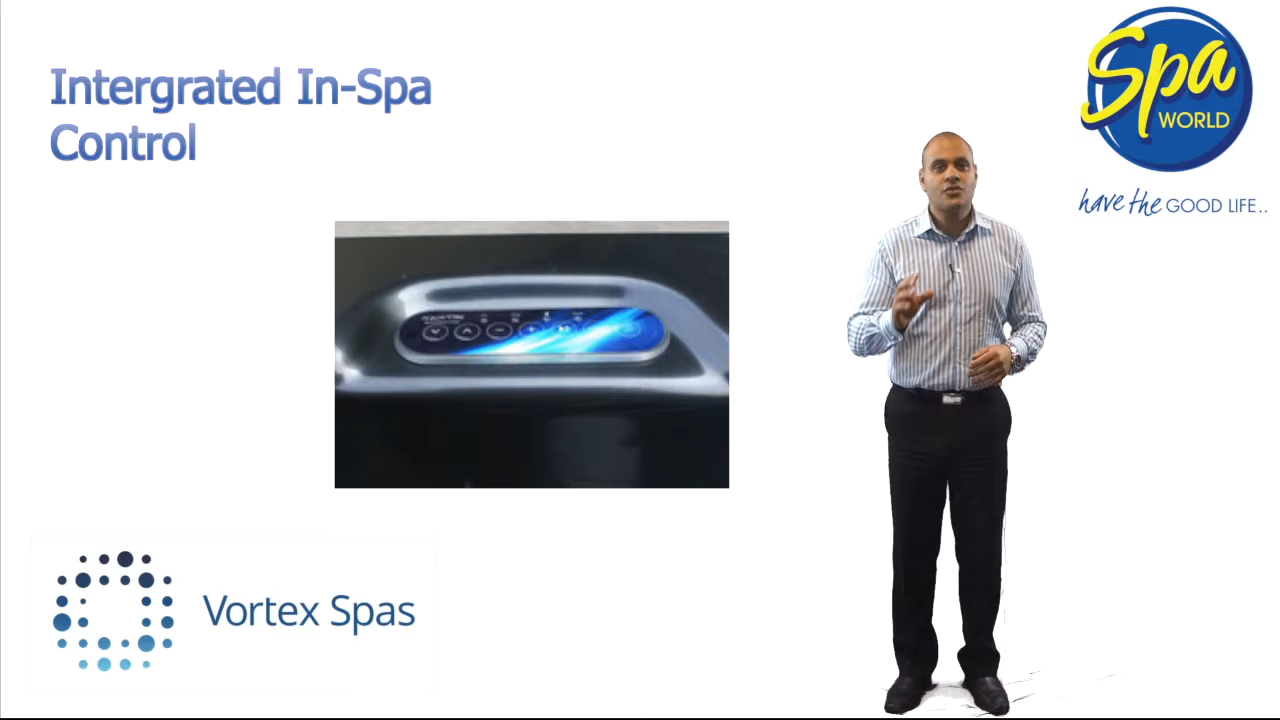 Intergrated In-Spa
Control
Spa
WORLD
have the GOOD LIFE..
Vortex Spas